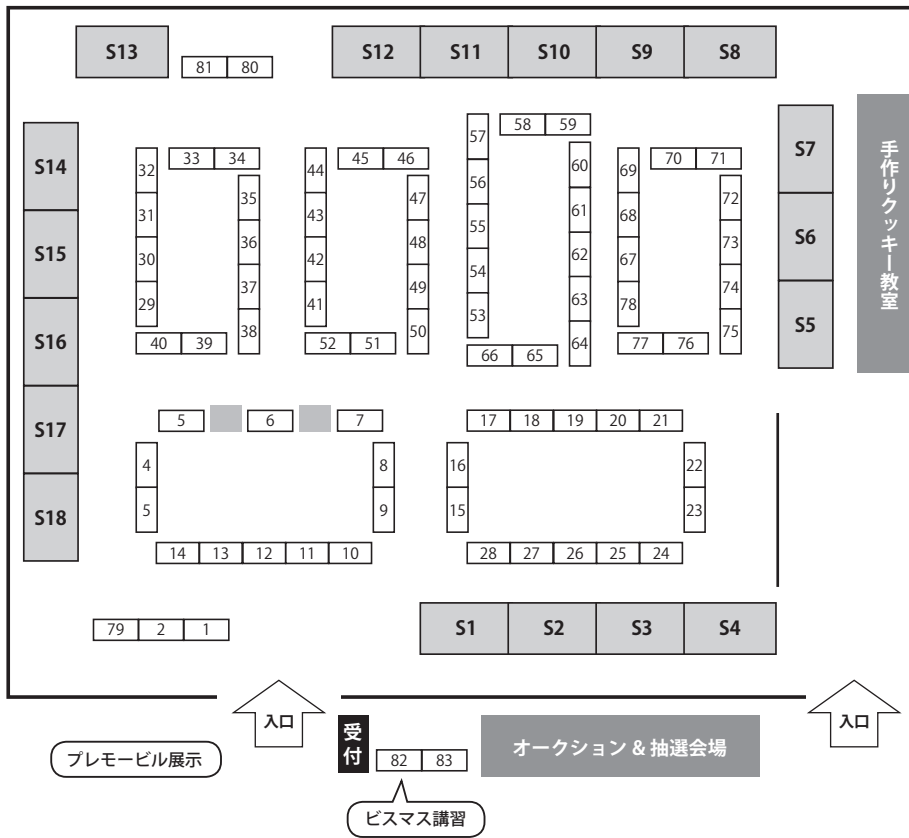 S13
S12 S11 S10 S9 S8
81 80
57 58 59
S14 S7
手作りクッキー教室
32 33 34 44 45 46 60 69 70 71
56
35 47 61 72
31 43 55 68
S15 36 48 62 73 S6
30 42 54 67
37 49 63 74
29 41 53 78
S16 38 50 64 75 S5
40 39 52 51 66 65 77 76
S17
5 6 7 17 18 19 20 21
4 8 16 22
S18 5 9 15 23
14 13 12 11 10 28 27 26 25 24
79 2 1
S1 S2 S3 S4
入口 入口
受付
オークション & 抽選会場
プレモービル展示
82 83
ビスマス講習